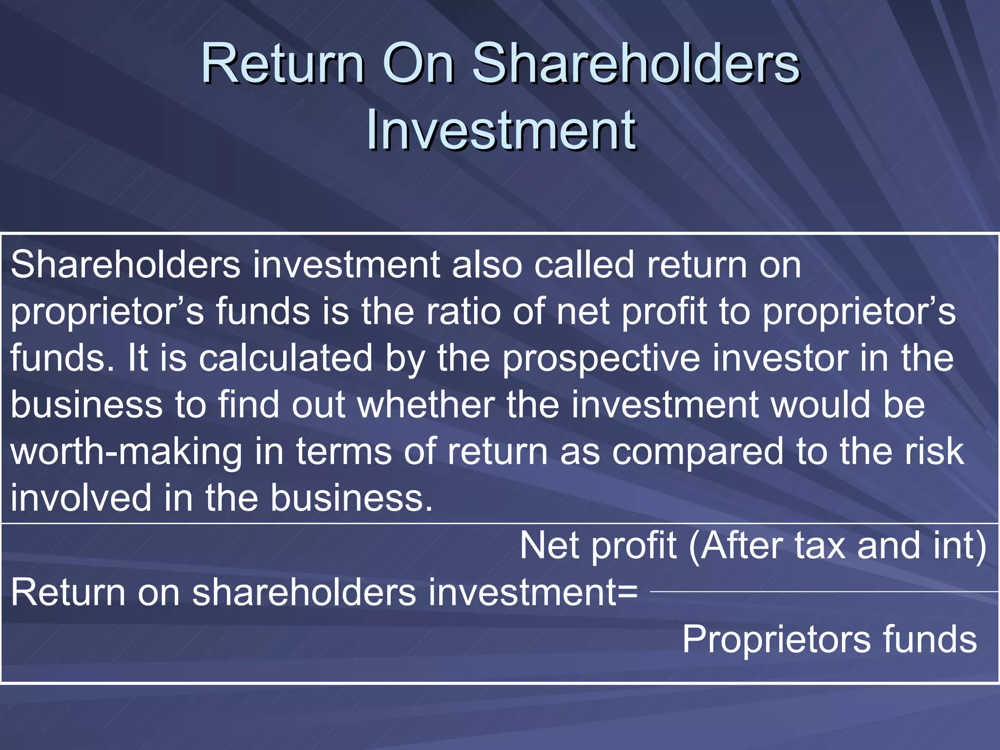 Return On Shareholders
Investment
Shareholders investment also called return on
proprietor’s funds is the ratio of net profit to proprietor’s
funds. It is calculated by the prospective investor in the
business to find out whether the investment would be
worth-making in terms of return as compared to the risk
involved in the business.
Net profit (After tax and int)
Return on shareholders investment=
Proprietors funds